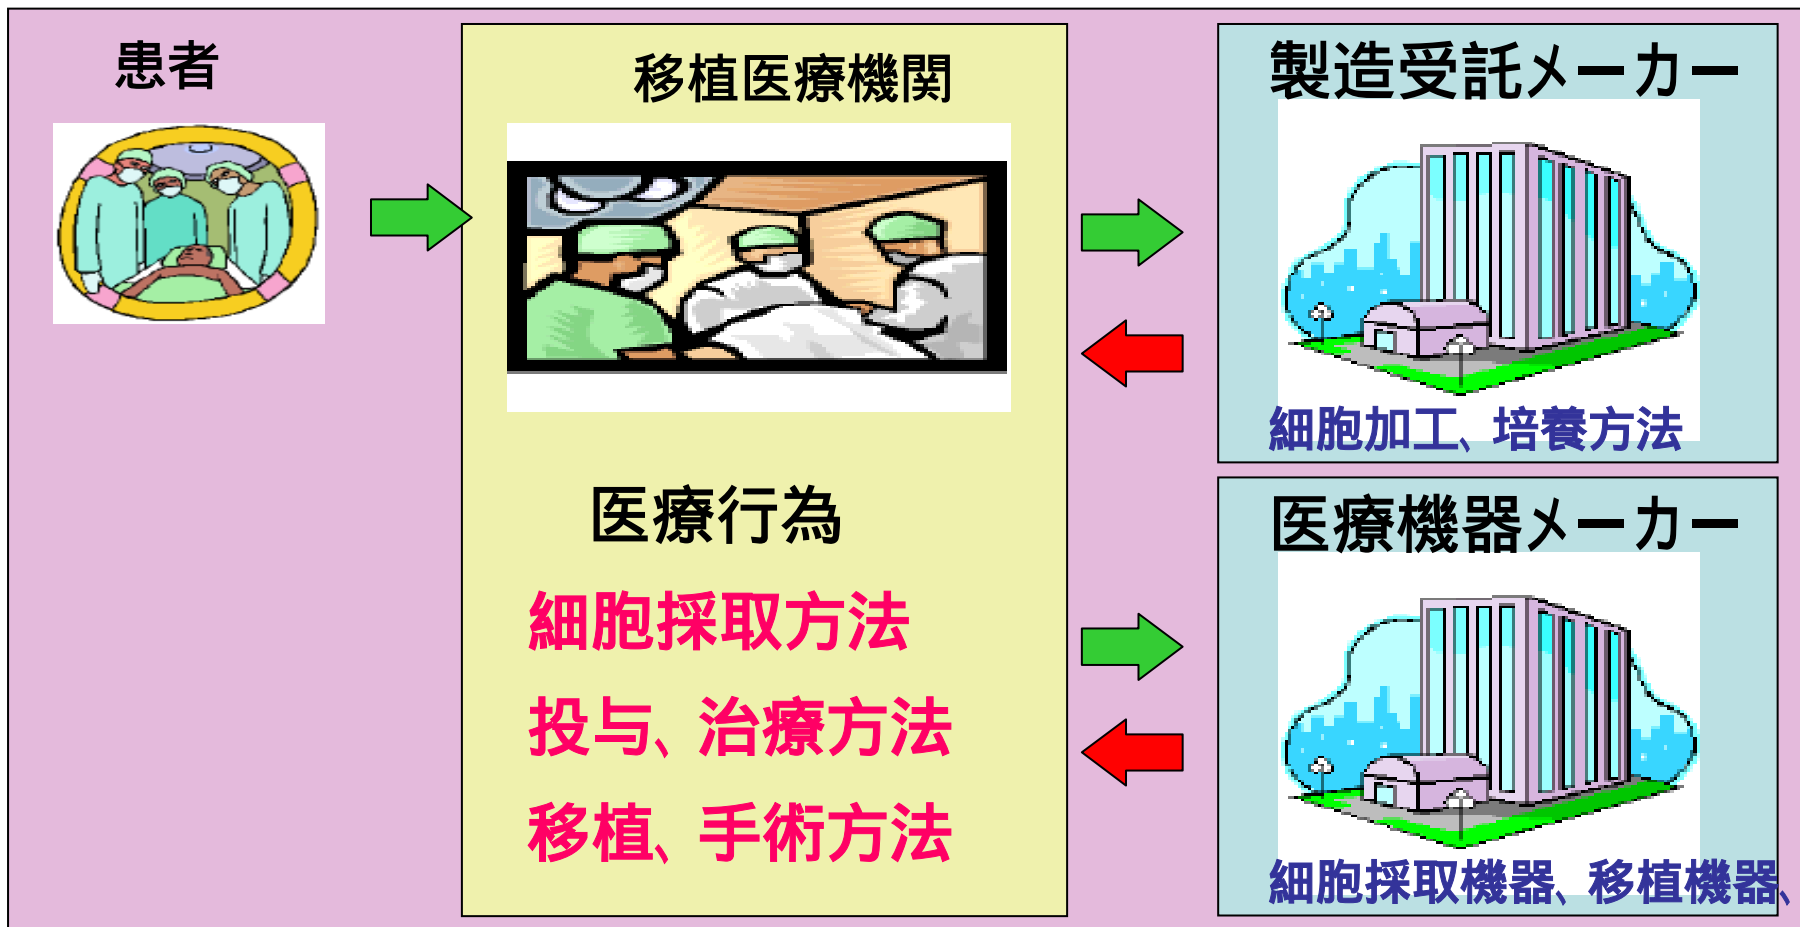 患者
移植医療機関
医療行為
細胞採取方法
投与、治療方法
移植、手術方法
製造受託メーカー
細胞加工、培養方法
医療機器メーカー
細胞採取機器、移植機器、